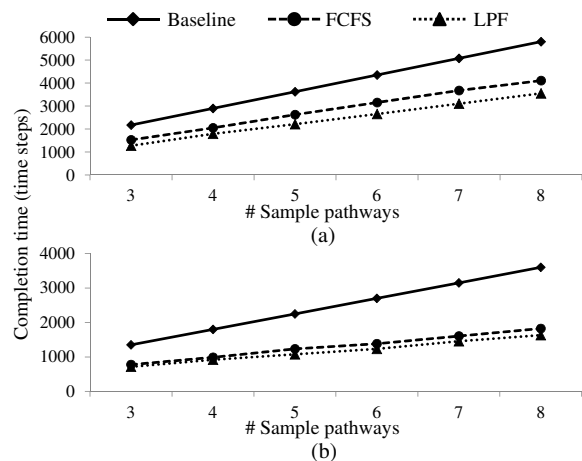 Baseline FCFS LPF
Completion time (time steps)
6000
5000
4000
3000
2000
1000
0
3 4 5 6 7 8
# Sample pathways
(a)
4000
3000
2000
1000
0
3 4 5 6 7 8
# Sample pathways
(b)